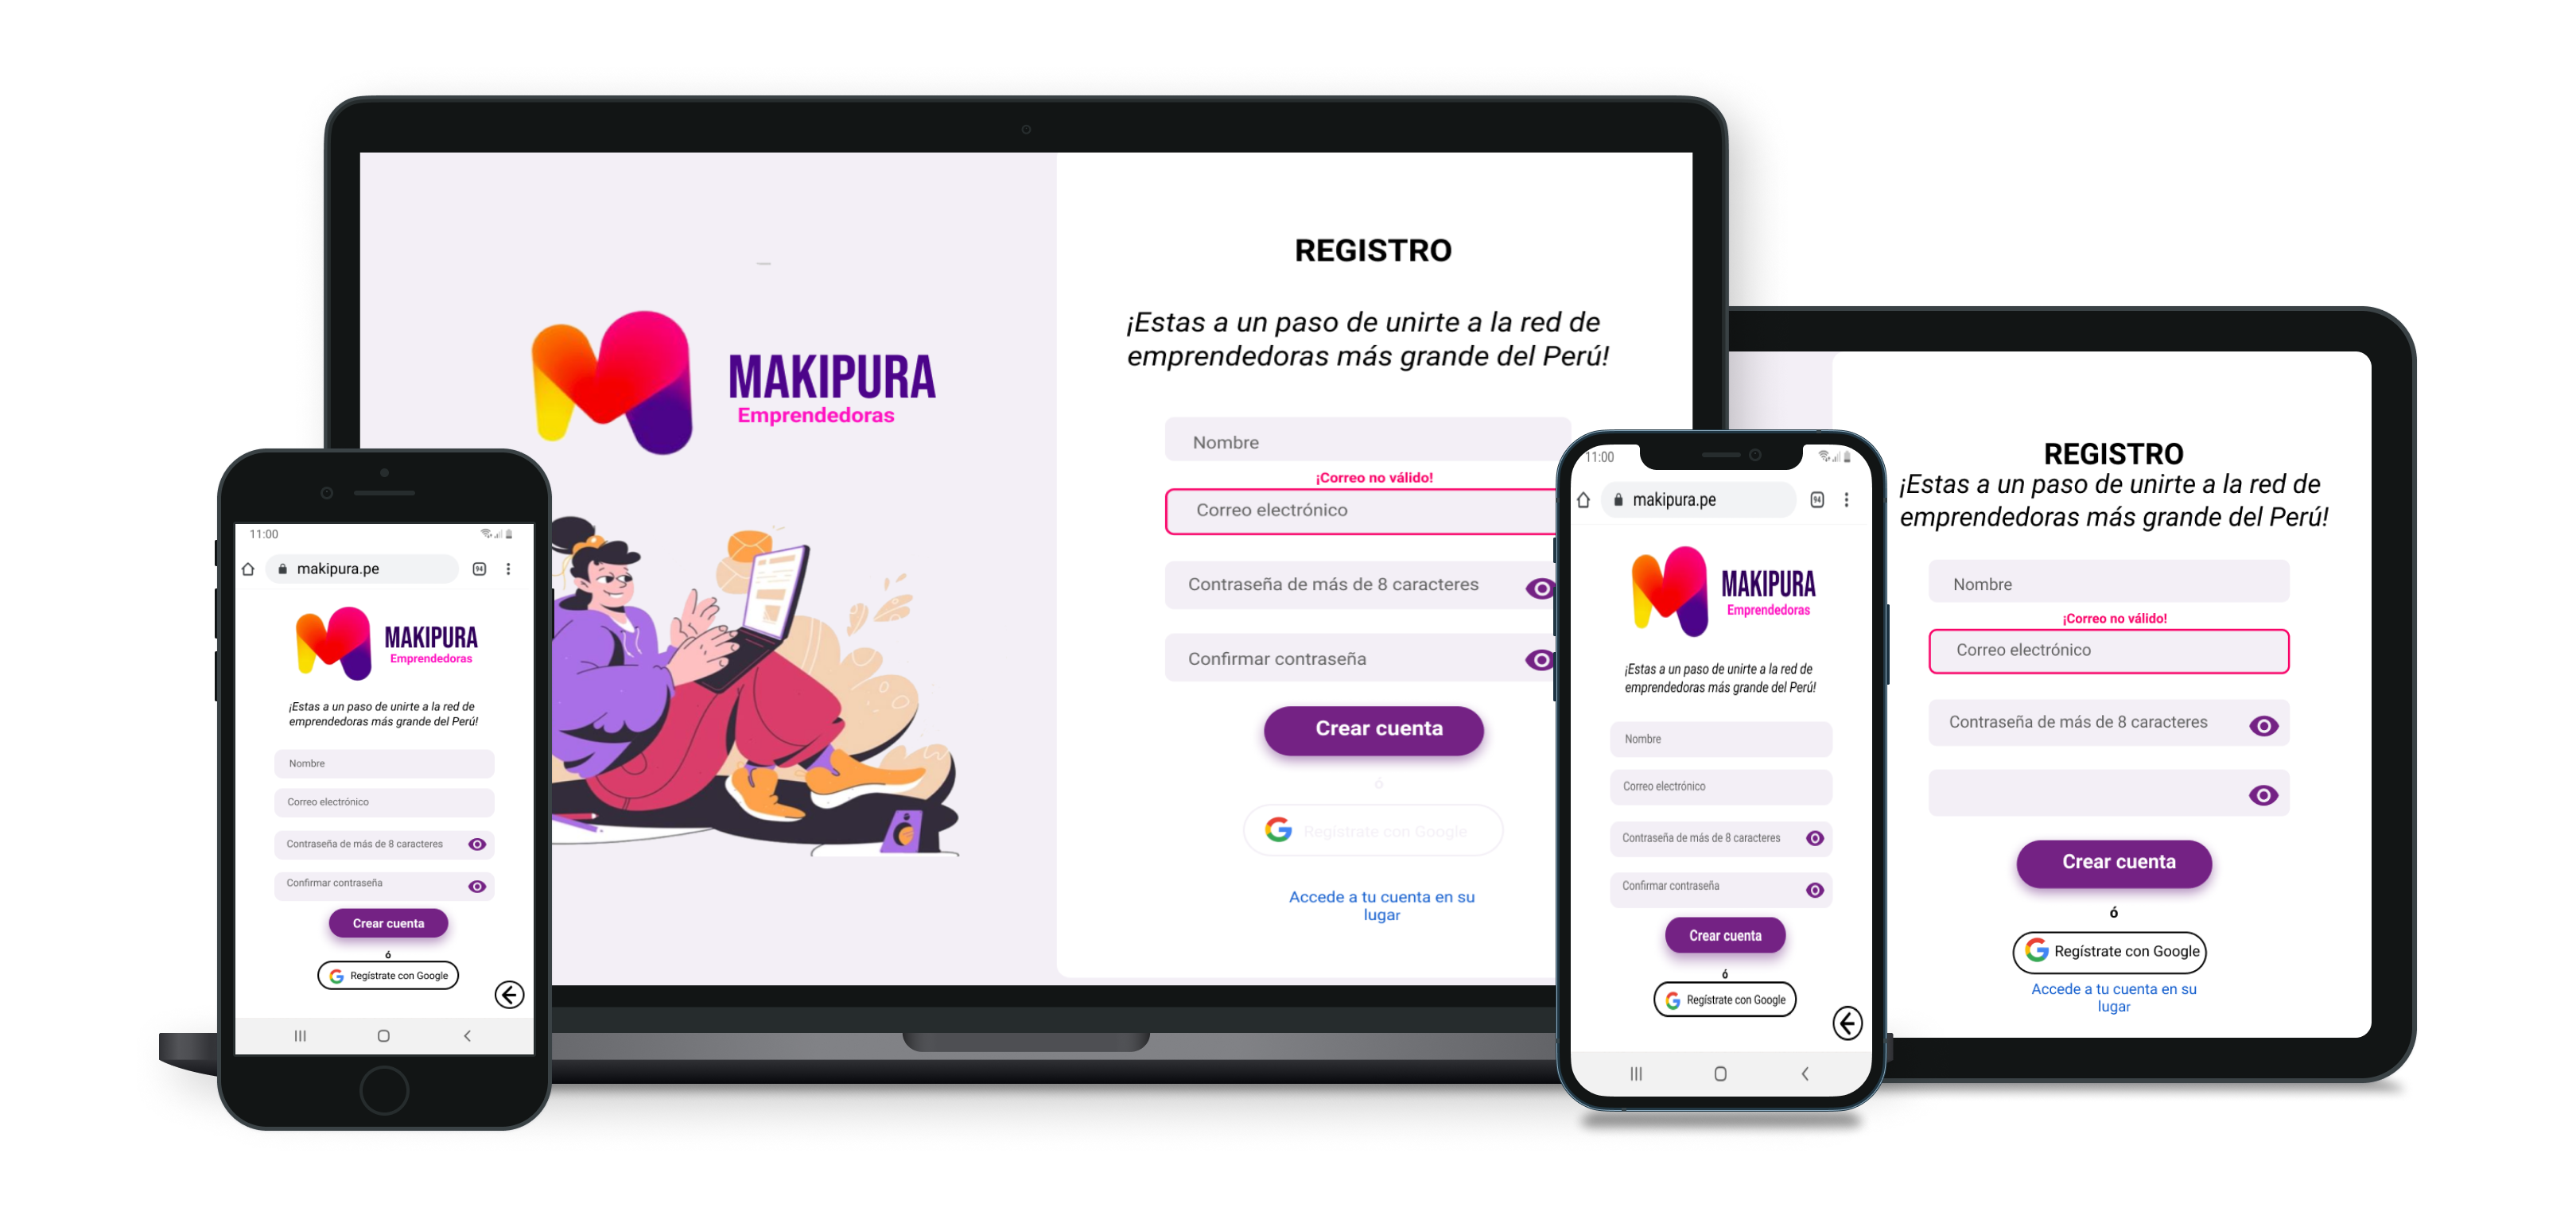 MAKIPURA
Emprendedoras
REGISTRO
¡Estas a un paso de unirte a la red de
emprendedoras más grande del Perú!
Nombre
¡Correo no válido!
Correo electrónico
Contraseña de más de 8 caracteres
Confirmar contraseña
Crear cuenta
ó
Regístrate con Google
Accede a tu cuenta en su
lugar
11:00
makipura.pe
94
MAKIPURA
Emprendedoras
¡Estas a un paso de unirte a la red de
emprendedoras más grande del Perú!
Nombre
Correo electrónico
Contraseña de más de 8 caracteres
Confirmar contraseña
Crear cuenta
ó
Regístrate con Google
11:00
makipura.pe
94
MAKIPURA
Emprendedoras
¡Estas a un paso de unirte a la red de
emprendedoras más grande del Perú!
Nombre
Correo electrónico
Contraseña de más de 8 caracteres
Confirmar contraseña
Crear cuenta
ó
Regístrate con Google
REGISTRO
¡Estas a un paso de unirte a la red de
emprendedoras más grande del Perú!
Nombre
¡Correo no válido!
Correo electrónico
Contraseña de más de 8 caracteres
Crear cuenta
ó
Regístrate con Google
Accede a tu cuenta en su
lugar